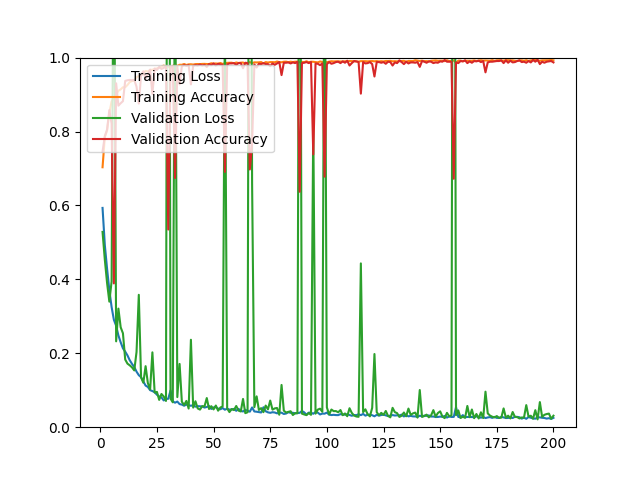 1.0
0.8
0.6
0.4
0.2
0.0
Training Loss
Training Accuracy
Validation Loss
Validation Accuracy
0 25 50 75 100 125 150 175 200